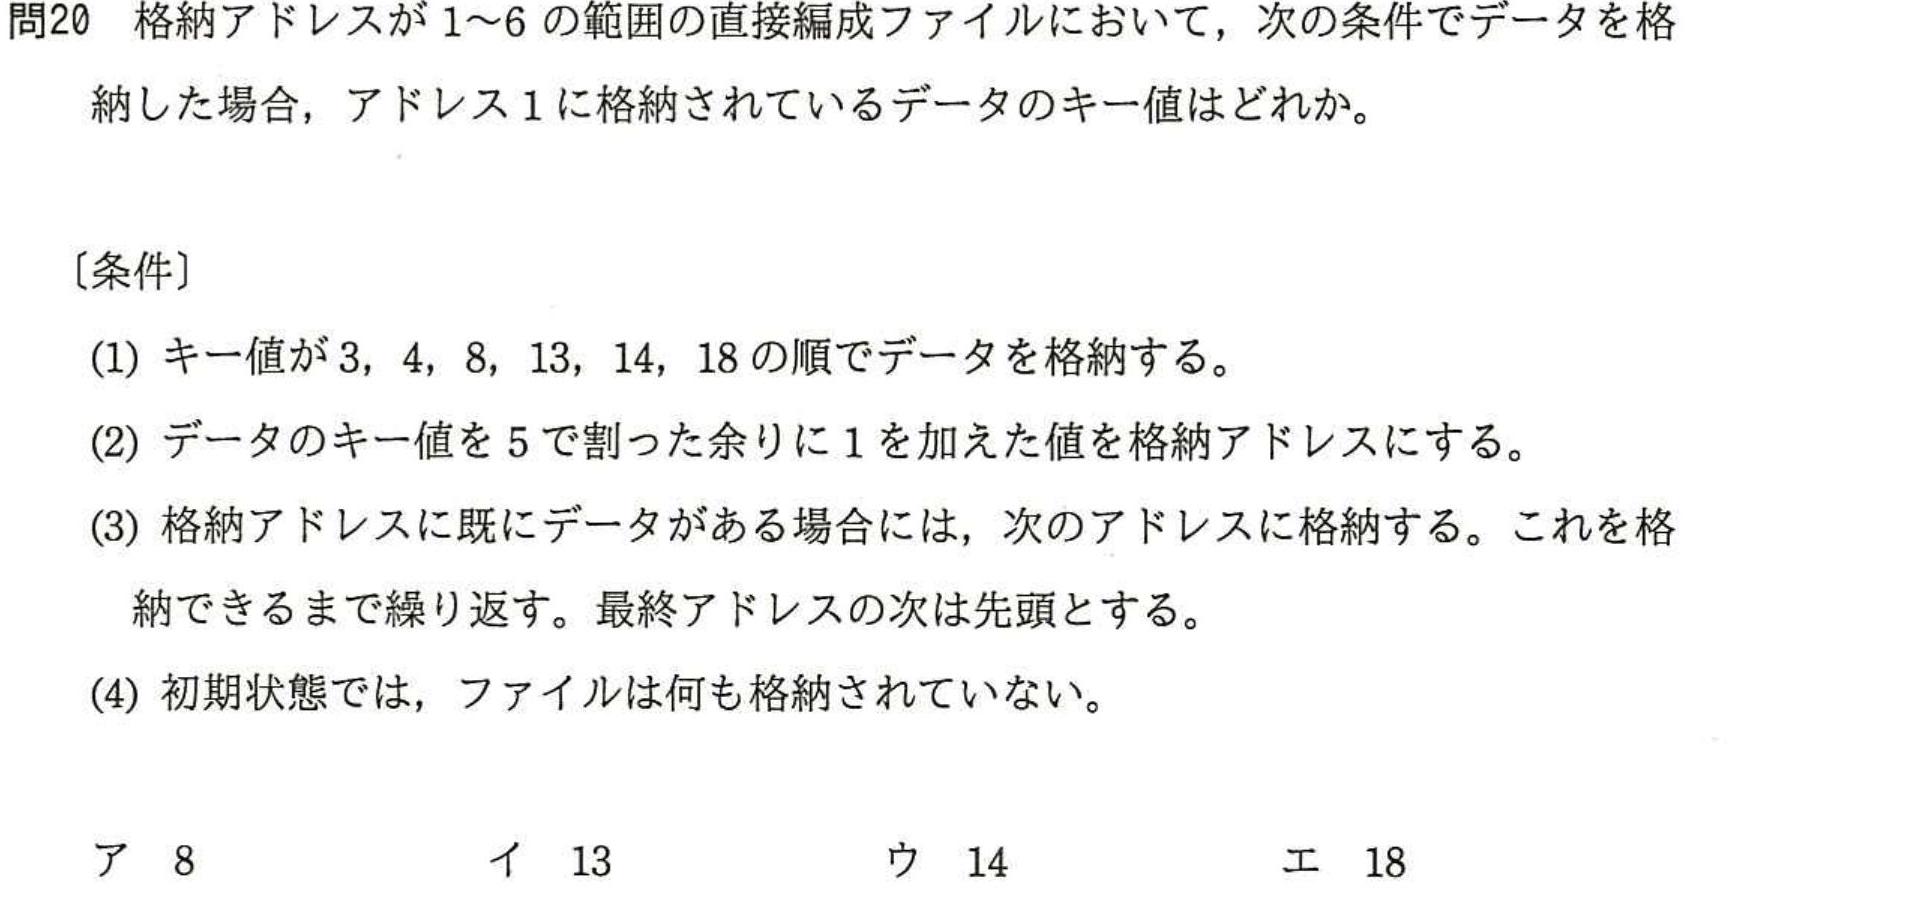 問20 格納アドレスが 1～6 の範囲の直接編成ファイルにおいて，次の条件でデータを格
納した場合，アドレス1に格納されているデータのキー値はどれか。
〔条件〕
(1) キー値が3，4，8，13，14，18の順でデータを格納する。
(2) データのキー値を5で割った余りに1を加えた値を格納アドレスにする。
(3) 格納アドレスに既にデータがある場合には，次のアドレスに格納する。これを格
納できるまで繰り返す。最終アドレスの次は先頭とする。
(4) 初期状態では，ファイルは何も格納されていない。
ア 8 イ 13 ウ 14 エ 18